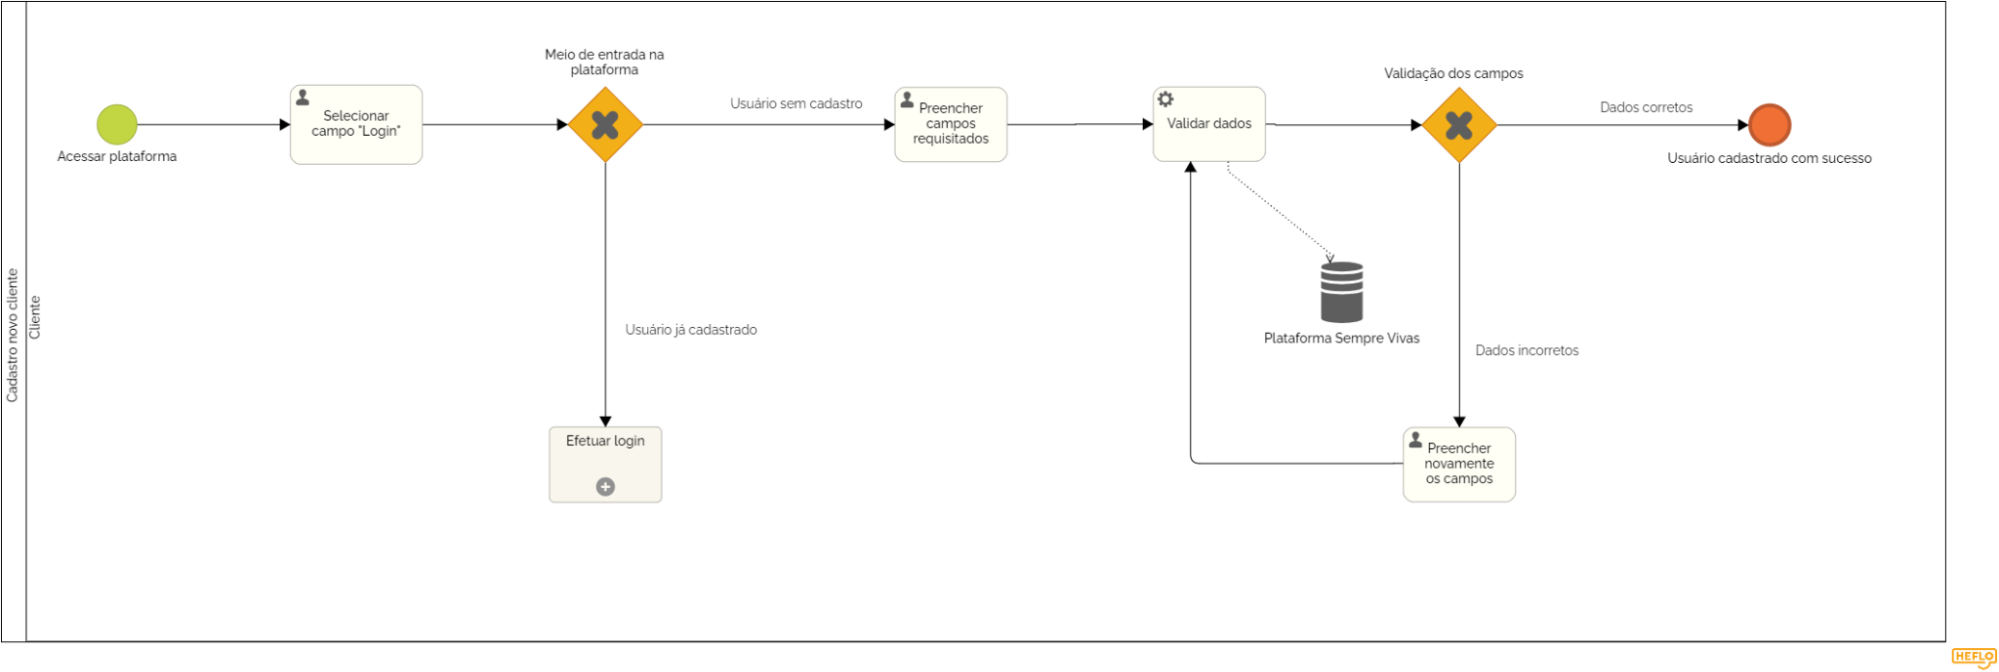 Cadastro novo cliente
Cliente
Acessar plataforma
Selecionar
campo "Login"
Meio de entrada na
plataforma
Usuário sem cadastro
Usuário já cadastrado
Efetuar login
Preencher
campos
requisitados
Validar dados
Plataforma Sempre Vivas
Validação dos campos
Dados corretos
Dados incorretos
Preencher
novamente
os campos
Usuário cadastrado com sucesso
HEFLO